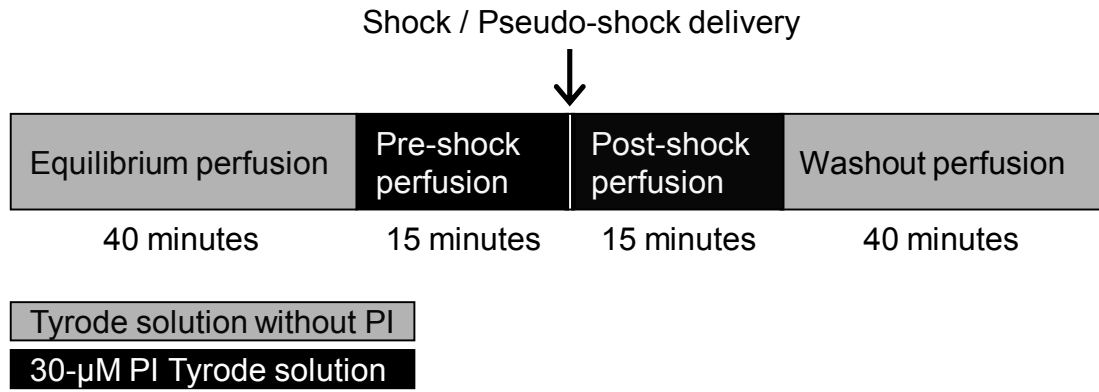 Shock / Pseudo-shock delivery
Equilibrium perfusion
Pre-shock
perfusion
Post-shock
perfusion
Washout perfusion
40 minutes
15 minutes
15 minutes
40 minutes
Tyrode solution without PI
30-μM PI Tyrode solution